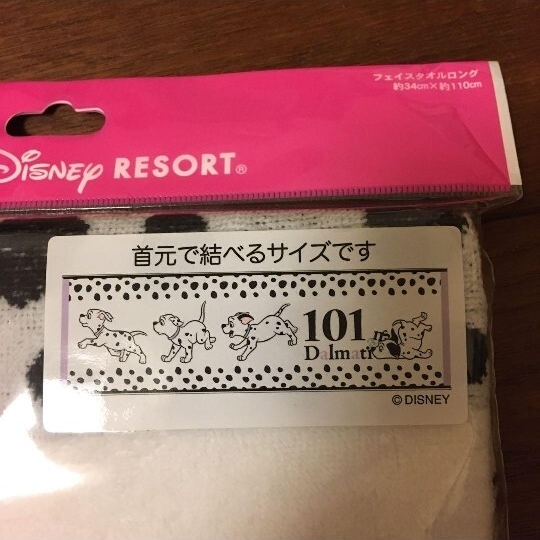 フェイスタオルロング
約34cm×約110cm
Disney RESORT®
首元で結べるサイズです
101
Dalmati
© DISNEY